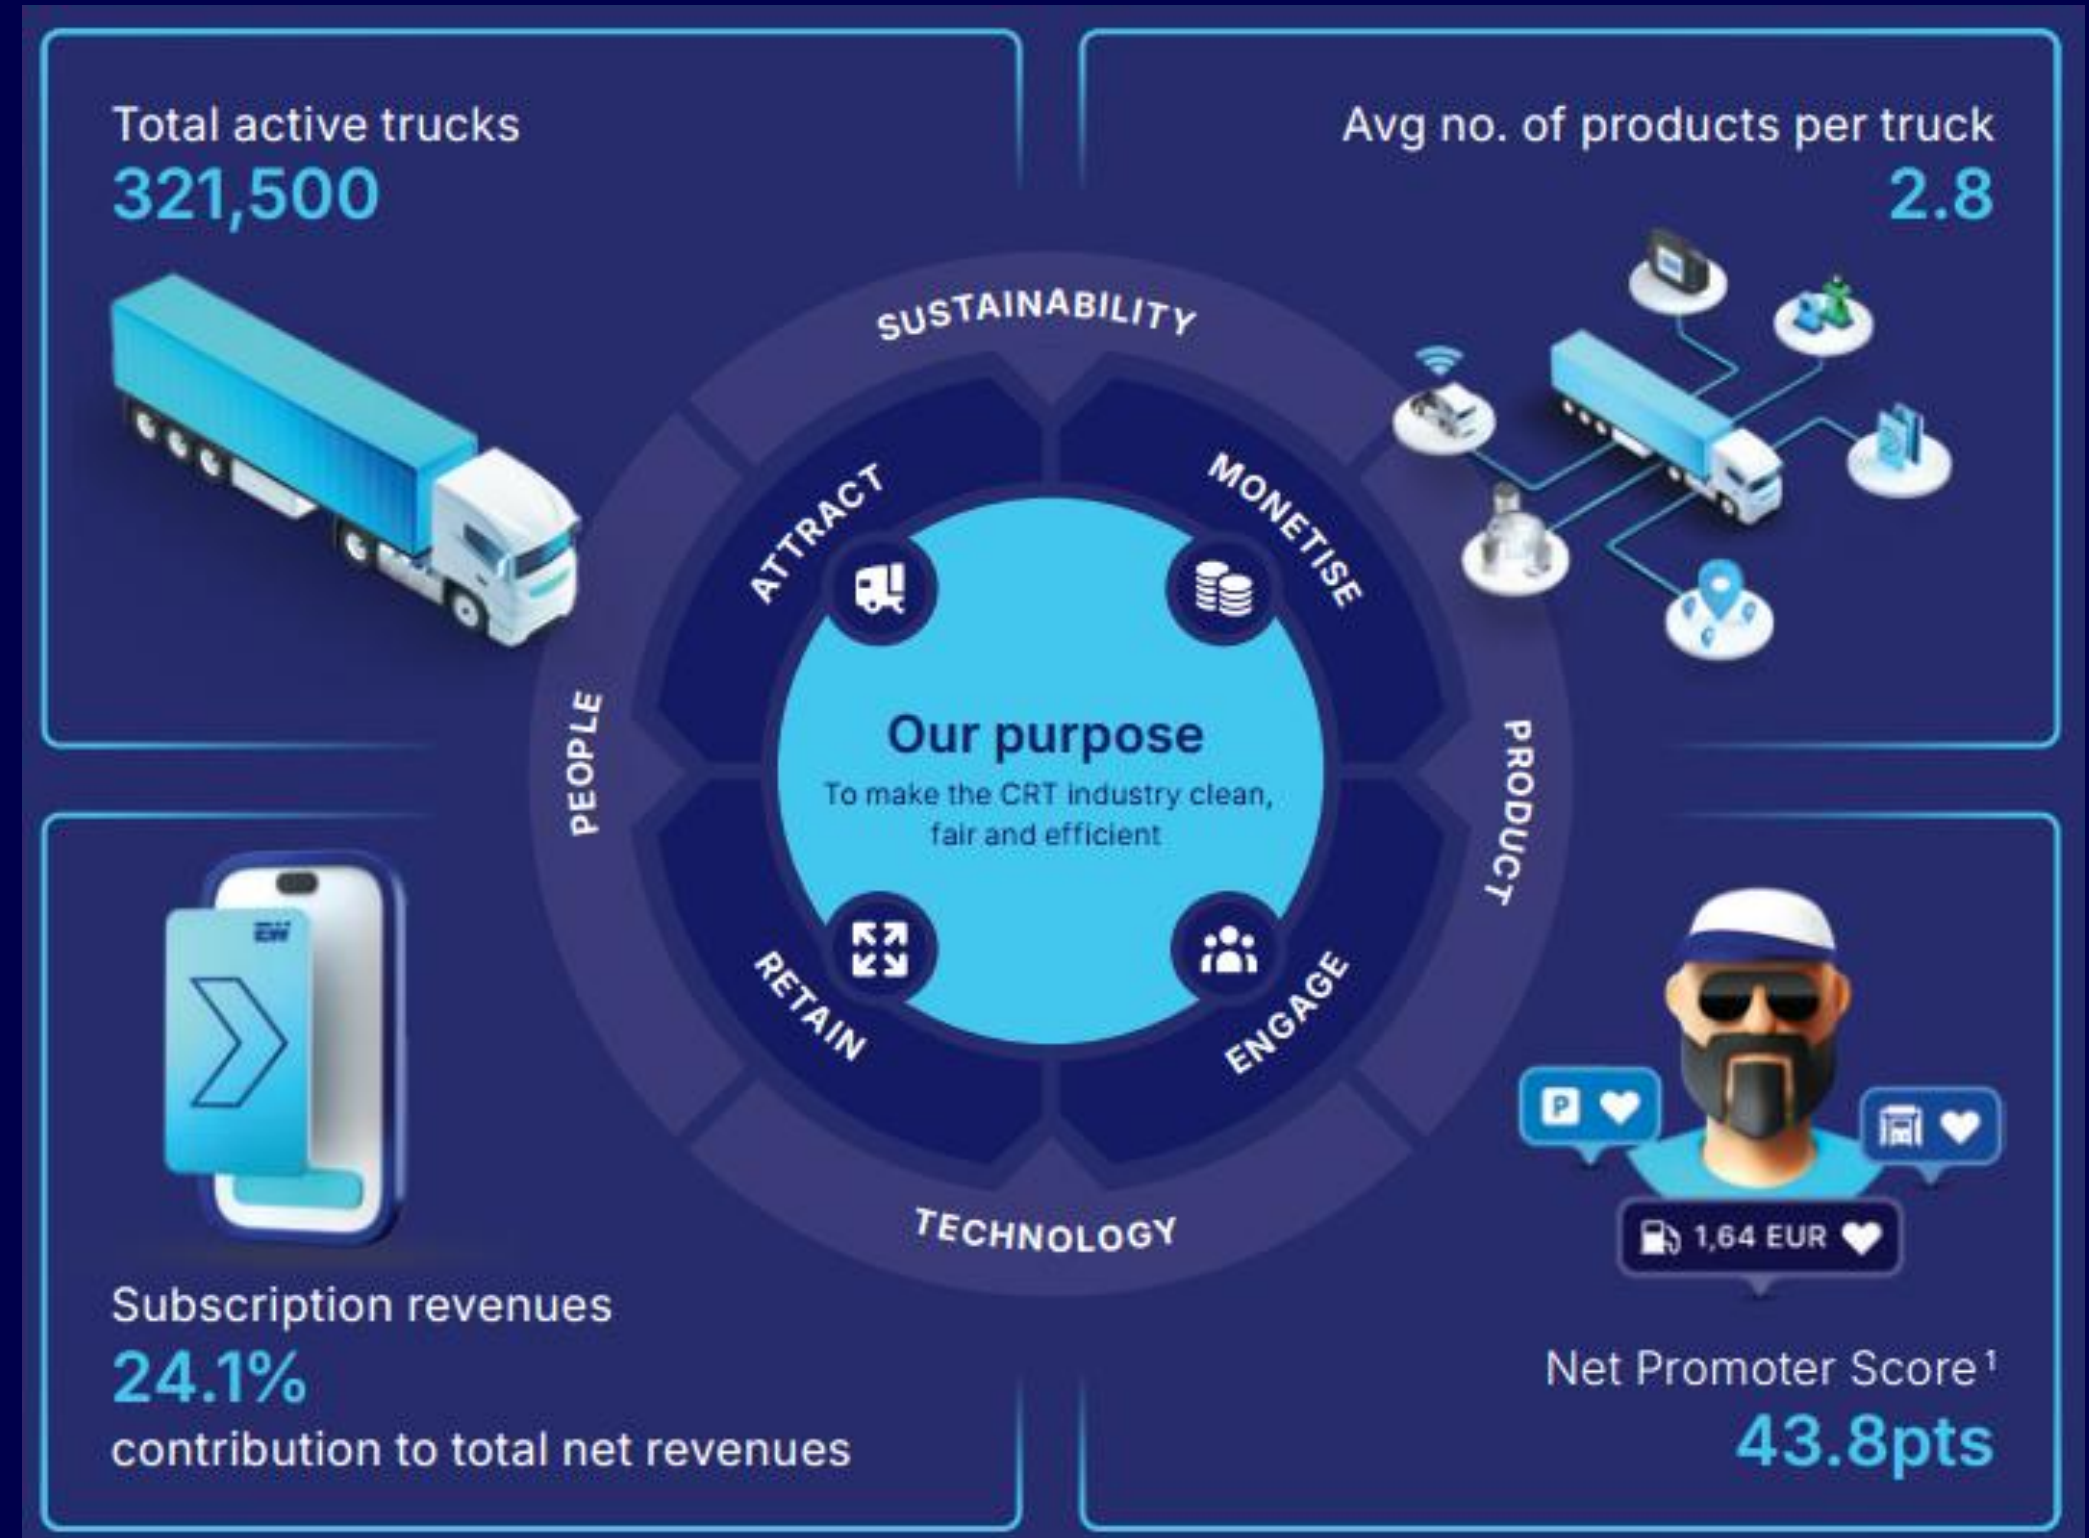 Total active trucks
321,500
Avg no. of products per truck
2.8
SUSTAINABILITY
ATTRACT
MONETISE
PEOPLE
PRODUCT
Our purpose
To make the CRT industry clean,
fair and efficient
RETAIN
ENGAGE
TECHNOLOGY
EW
P
1,64 EUR
Subscription revenues
24.1%
contribution to total net revenues
Net Promoter Score¹
43.8pts